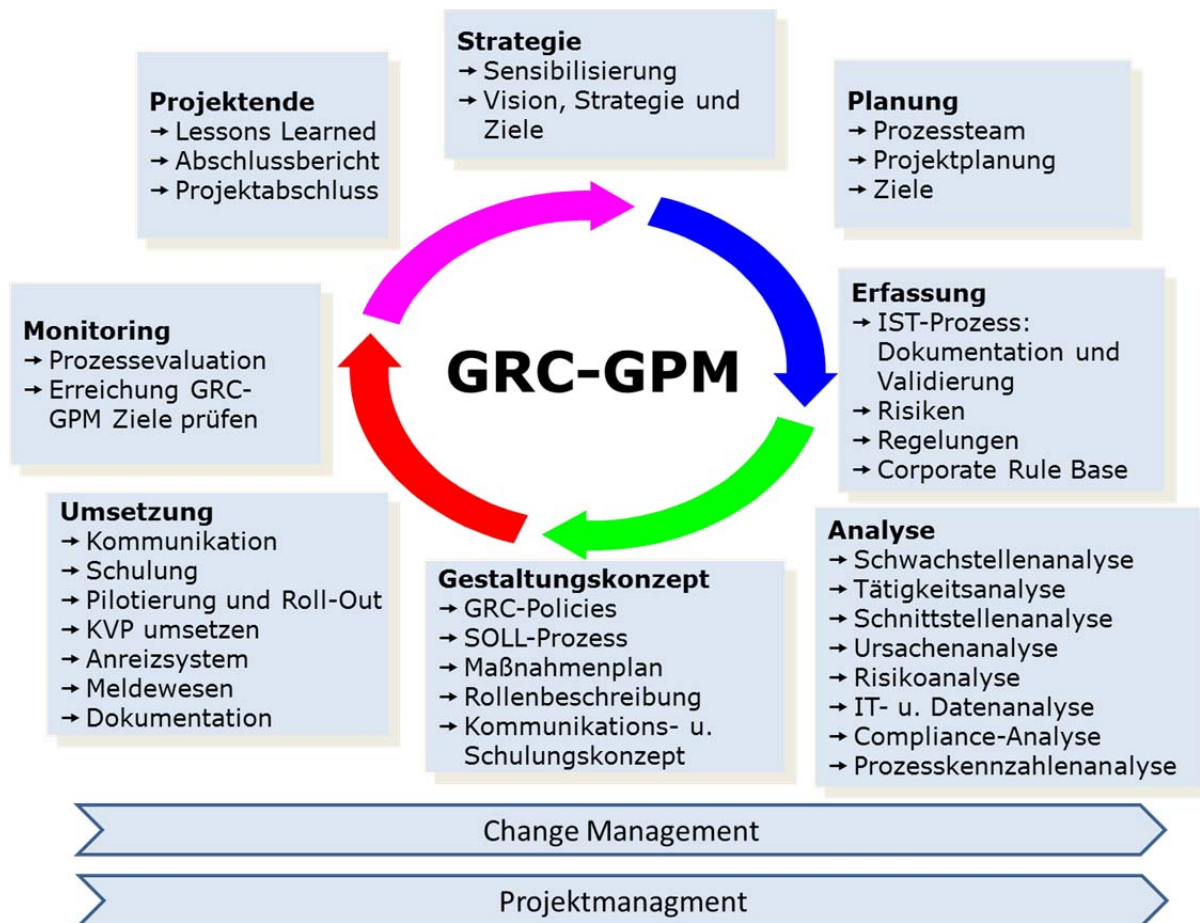 Strategie
→ Sensibilisierung
→ Vision, Strategie und
Ziele
Planung
→ Prozessteam
→ Projektplanung
→ Ziele
Erfassung
→ IST-Prozess:
Dokumentation und
Validierung
→ Risiken
→ Regelungen
→ Corporate Rule Base
Analyse
→ Schwachstellenanalyse
→ Tätigkeitsanalyse
→ Schnittstellenanalyse
→ Ursachenanalyse
→ Risikoanalyse
→ IT- u. Datenanalyse
→ Compliance-Analyse
→ Prozesskennzahlenanalyse
Gestaltungskonzept
→ GRC-Policies
→ SOLL-Prozess
→ Maßnahmenplan
→ Rollenbeschreibung
→ Kommunikations- u.
Schulungskonzept
Umsetzung
→ Kommunikation
→ Schulung
→ Pilotierung und Roll-Out
→ KVP umsetzen
→ Anreizsystem
→ Meldewesen
→ Dokumentation
Monitoring
→ Prozessevaluation
→ Erreichung GRC-
GPM Ziele prüfen
Projektende
→ Lessons Learned
→ Abschlussbericht
→ Projektabschluss
GRC-GPM
Change Management
Projektmanagment